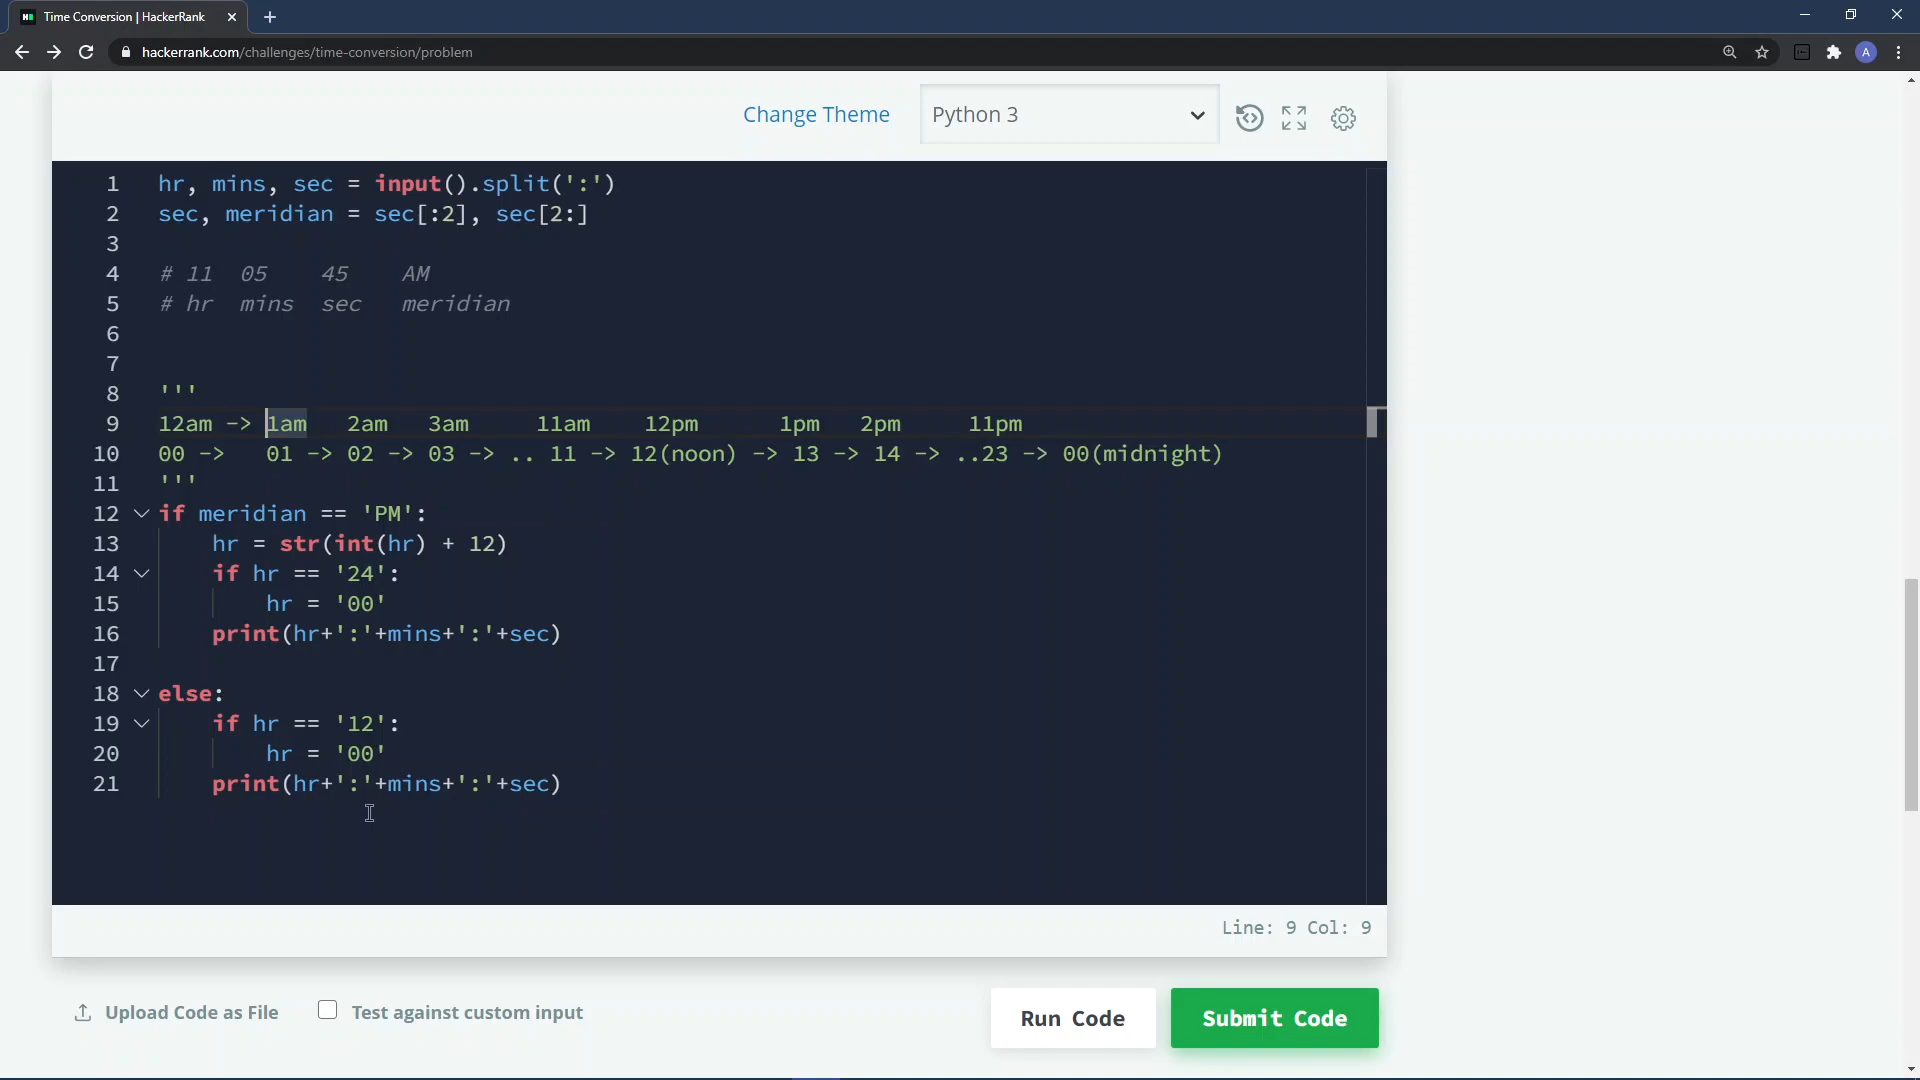 Time Conversion | HackerRank
hackerrank.com/challenges/time-conversion/problem
A
Change Theme
Python 3
1 hr, mins, sec = input().split(':')
2 sec, meridian = sec[:2], sec[2:]
3
4 # 11 05 45 AM
5 # hr mins sec meridian
6
7
8 '''
9 12am -> 1am 2am 3am 11am 12pm 1pm 2pm 11pm
10 00 -> 01 -> 02 -> 03 -> .. 11 -> 12(noon) -> 13 -> 14 -> ..23 -> 00(midnight)
11 '''
12 if meridian == 'PM':
13 hr = str(int(hr) + 12)
14 if hr == '24':
15 hr = '00'
16 print(hr+':'+mins+':'+sec)
17
18 else:
19 if hr == '12':
20 hr = '00'
21 print(hr+':'+mins+':'+sec)
Line: 9 Col: 9
Upload Code as File
Test against custom input
Run Code
Submit Code